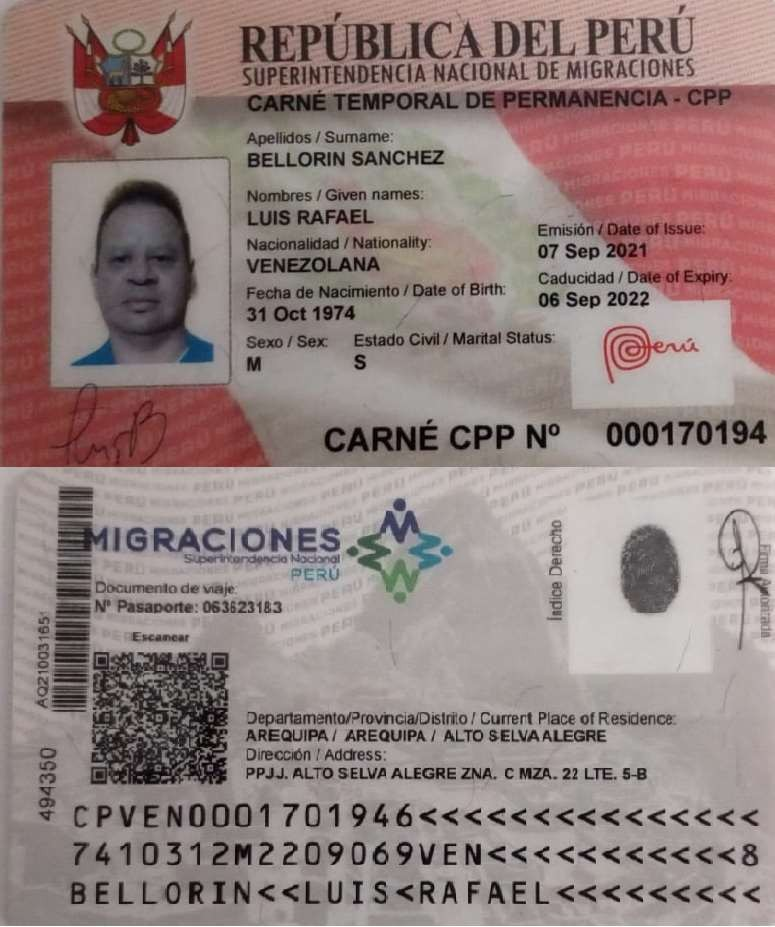 REPÚBLICA DEL PERÚ
SUPERINTENDENCIA NACIONAL DE MIGRACIONES
CARNÉ TEMPORAL DE PERMANENCIA - CPP
Apellidos / Surname:
BELLORIN SANCHEZ
Nombres / Given names:
LUIS RAFAEL
Nacionalidad / Nationality:
VENEZOLANA
Fecha de Nacimiento / Date of Birth:
31 Oct 1974
Sexo / Sex:
M
Estado Civil / Marital Status:
S
Emisión / Date of Issue:
07 Sep 2021
Caducidad / Date of Expiry:
06 Sep 2022
Perú
CARNÉ CPP Nº 000170194
MIGRACIONES
Superintendencia Nacional
PERÚ
Documento de viaje:
Nº Pasaporte: 063623183
Escanear
AQ210031651
494350
Índice Derecho
Firma Autorizada
Departamento/Provincia/Distrito / Current Place of Residence:
AREQUIPA / AREQUIPA / ALTO SELVA ALEGRE
Dirección / Address:
PP.JJ. ALTO SELVA ALEGRE ZNA. C MZA. 22 LTE. 5-B
CPVEN0001701946<<<<<<<<<<<<<<<
7410312M2209069VEN<<<<<<<<<<<8
BELLORIN<<LUIS<RAFAEL<<<<<<<<<